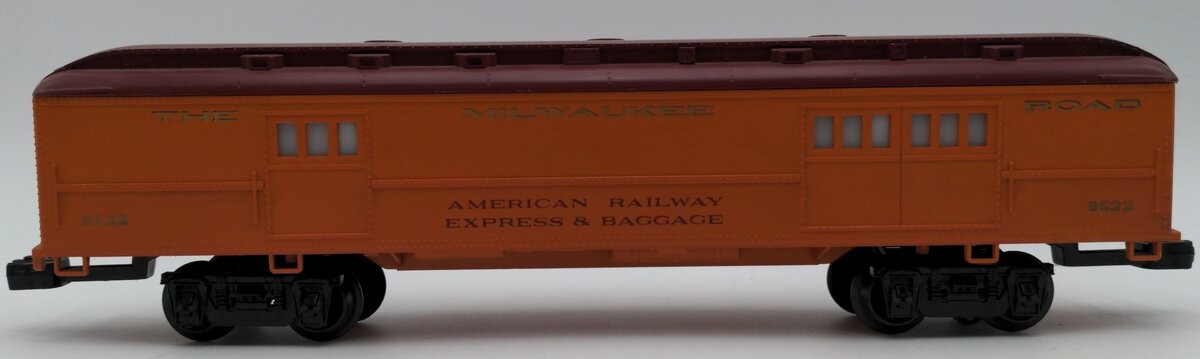 THE MILWAUKEE ROAD
AMERICAN RAILWAY
EXPRESS & BAGGAGE
9522